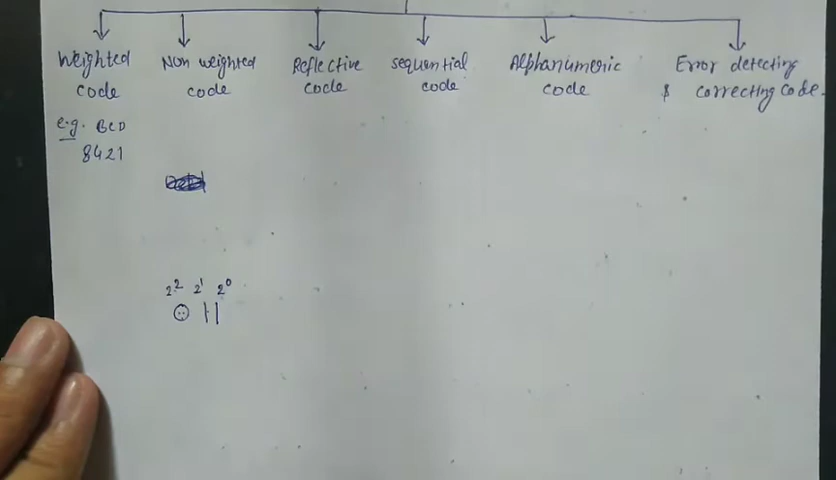 Weighted code
Non weighted code
Reflective code
sequential code
Alphanumeric code
Error detecting & correcting code.
e.g. BCD
8421
2² 2¹ 2⁰
0 1 1